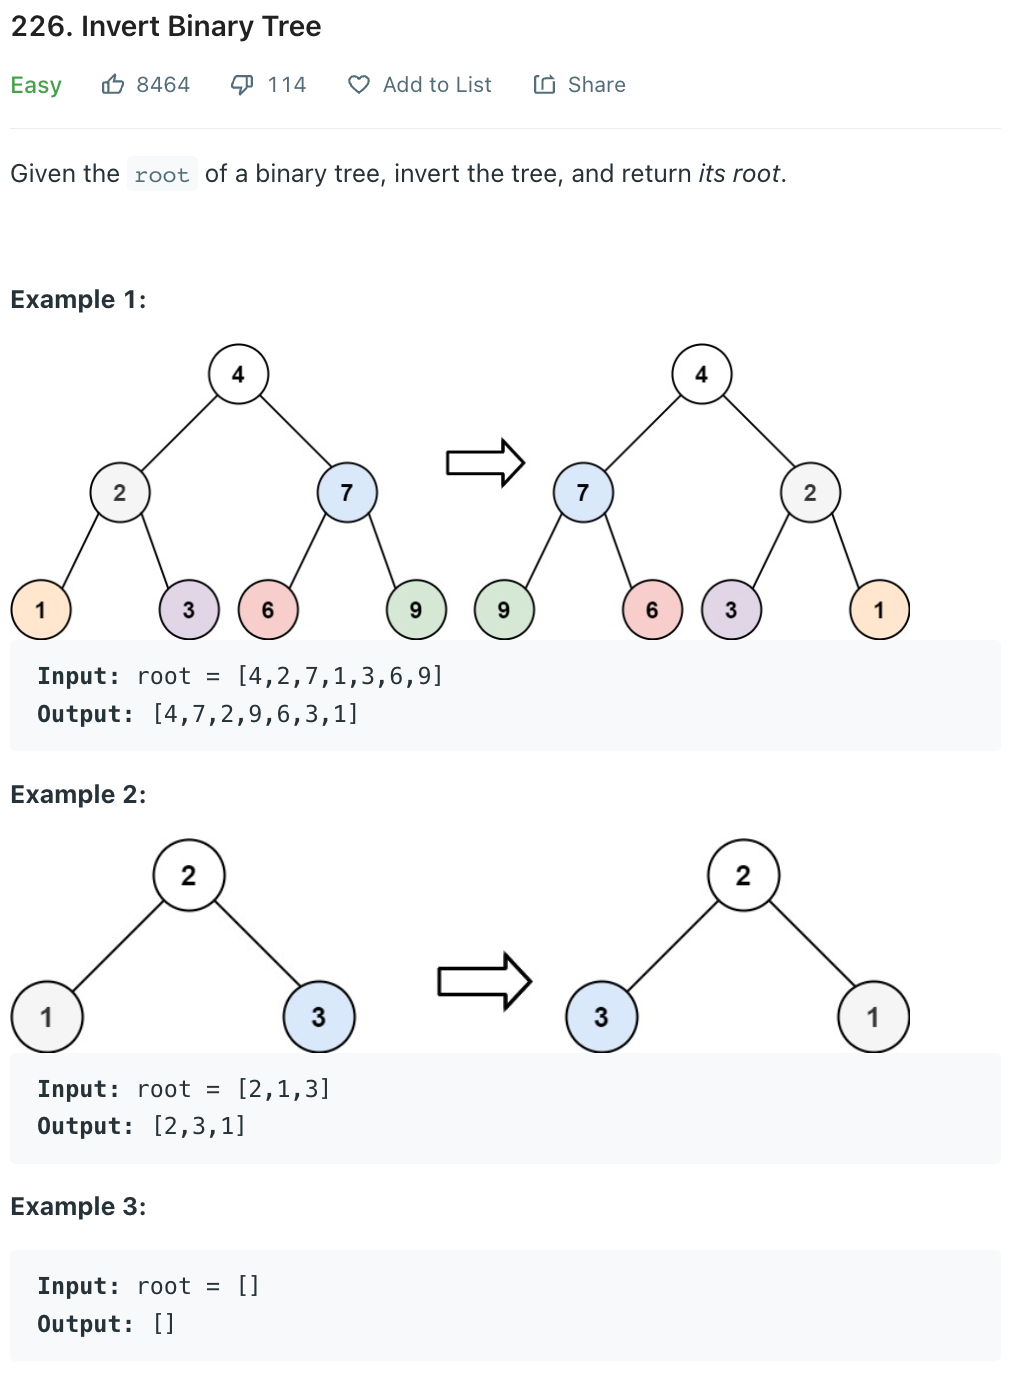 226. Invert Binary Tree
Easy 8464 114 Add to List Share
Given the root of a binary tree, invert the tree, and return its root.
Example 1:
4 4
2 7 7 2
1 3 6 9 9 6 3 1
Input: root = [4,2,7,1,3,6,9]
Output: [4,7,2,9,6,3,1]
Example 2:
2 2
1 3 3 1
Input: root = [2,1,3]
Output: [2,3,1]
Example 3:
Input: root = []
Output: []